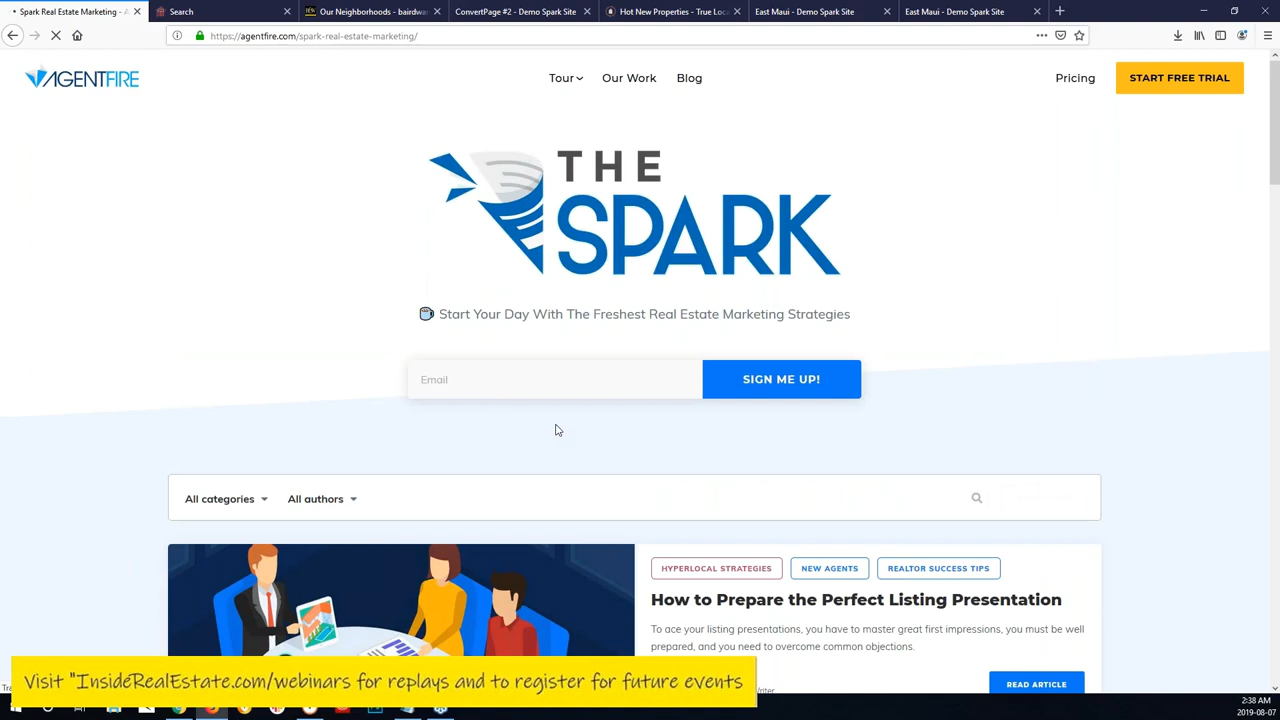 Spark Real Estate Marketing - A
Search
Our Neighborhoods - bairdwa
ConvertPage #2 - Demo Spark Site
Hot New Properties - True Loca
East Maui - Demo Spark Site
East Maui - Demo Spark Site
https://agentfire.com/spark-real-estate-marketing/
AGENTFIRE
Tour
Our Work
Blog
Pricing
START FREE TRIAL
THE
SPARK
Start Your Day With The Freshest Real Estate Marketing Strategies
Email
SIGN ME UP!
All categories
All authors
HYPERLOCAL STRATEGIES
NEW AGENTS
REALTOR SUCCESS TIPS
How to Prepare the Perfect Listing Presentation
To ace your listing presentations, you have to master great first impressions, you must be well
prepared, and you need to overcome common objections.
READ ARTICLE
Visit "InsideRealEstate.com/webinars for replays and to register for future events
2:38 AM
2019-08-07